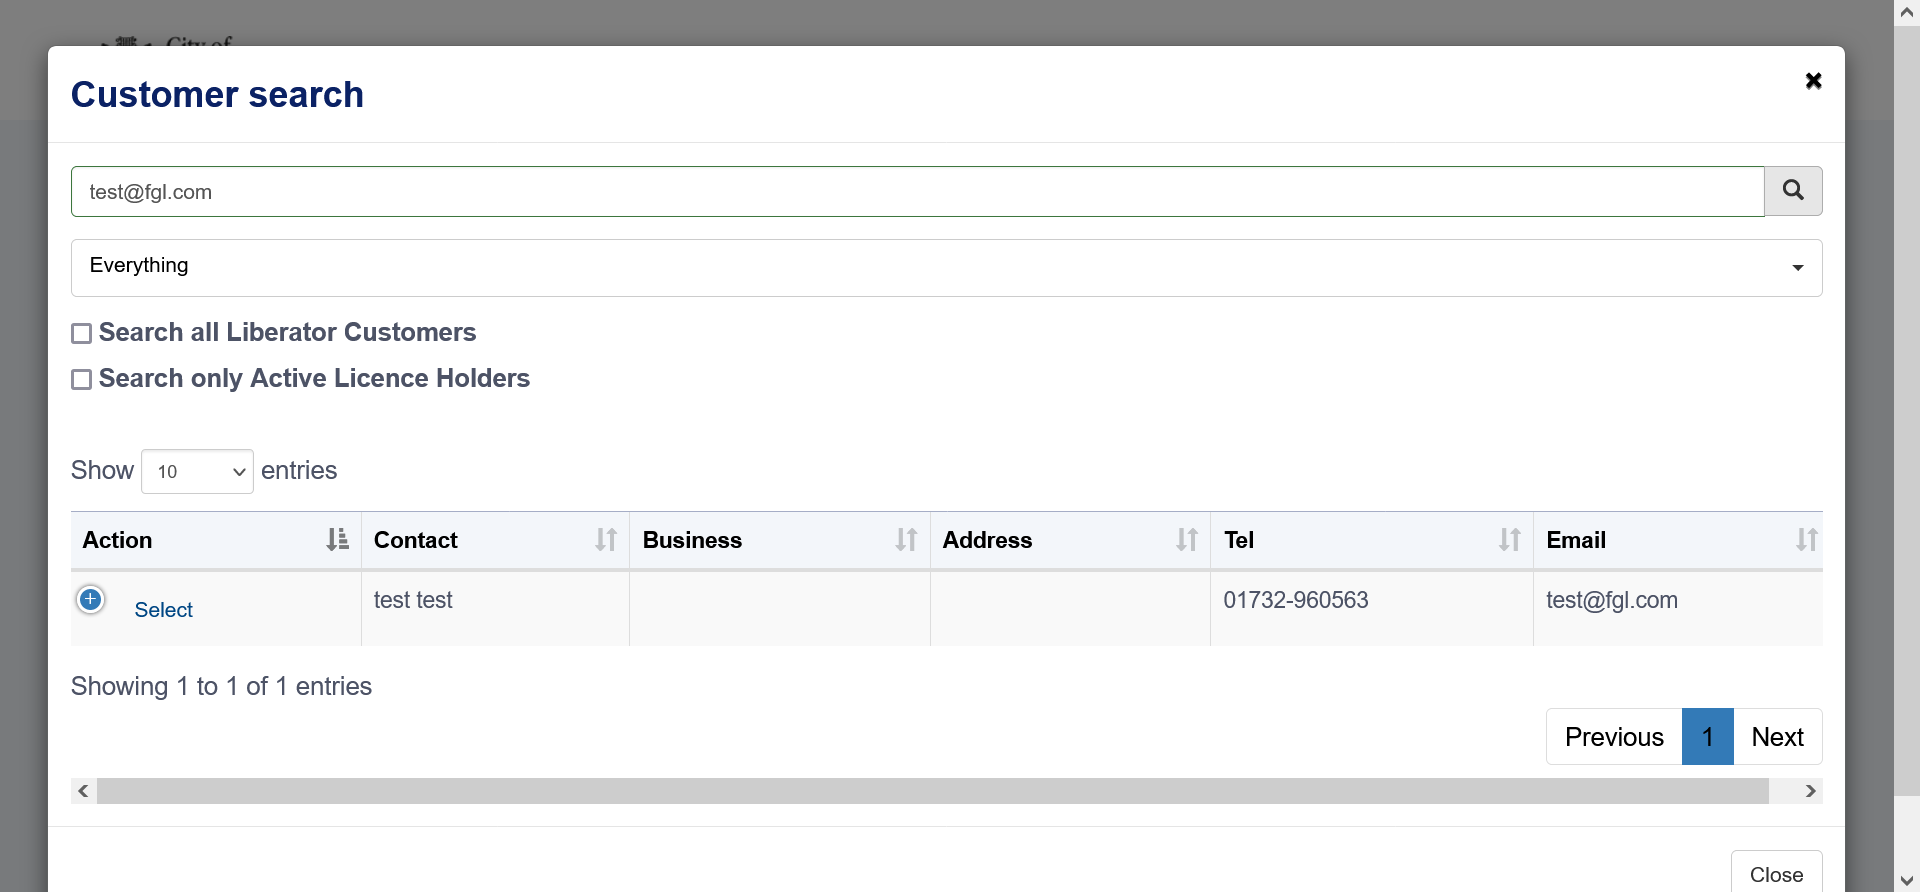 City of
Customer search
test@fgl.com
Everything
Search all Liberator Customers
Search only Active Licence Holders
Show 10 entries
Action Contact Business Address Tel Email
Select test test 01732-960563 test@fgl.com
Showing 1 to 1 of 1 entries
Previous 1 Next
Close